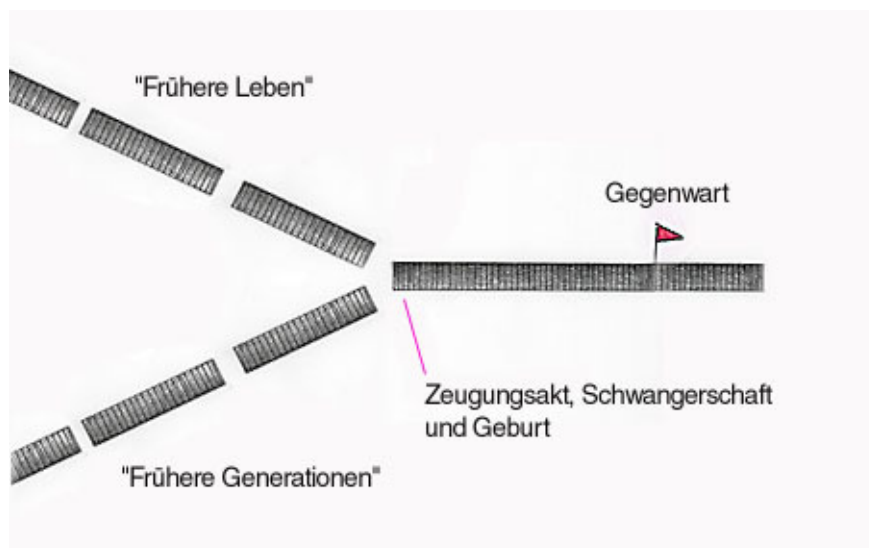 "Frühere Leben"
Gegenwart
Zeugungsakt, Schwangerschaft
und Geburt
"Frühere Generationen"